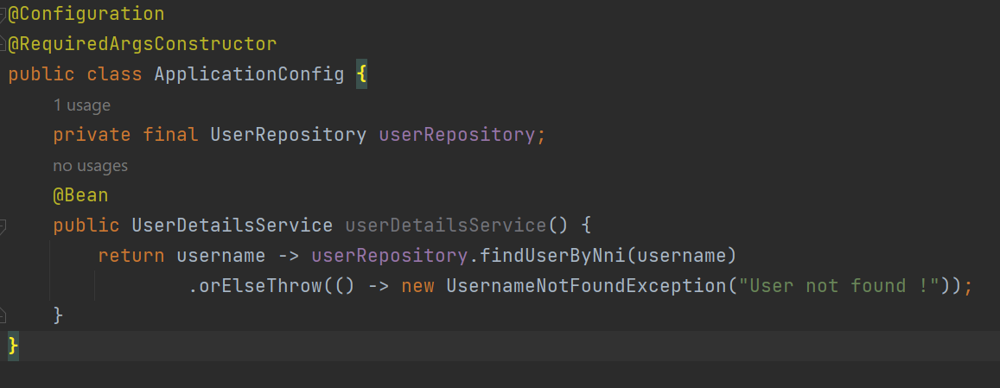 @Configuration
@RequiredArgsConstructor
public class ApplicationConfig {
1 usage
private final UserRepository userRepository;
no usages
@Bean
public UserDetailsService userDetailsService() {
return username -> userRepository.findUserByNni(username)
.orElseThrow(() -> new UsernameNotFoundException("User not found !"));
}
}